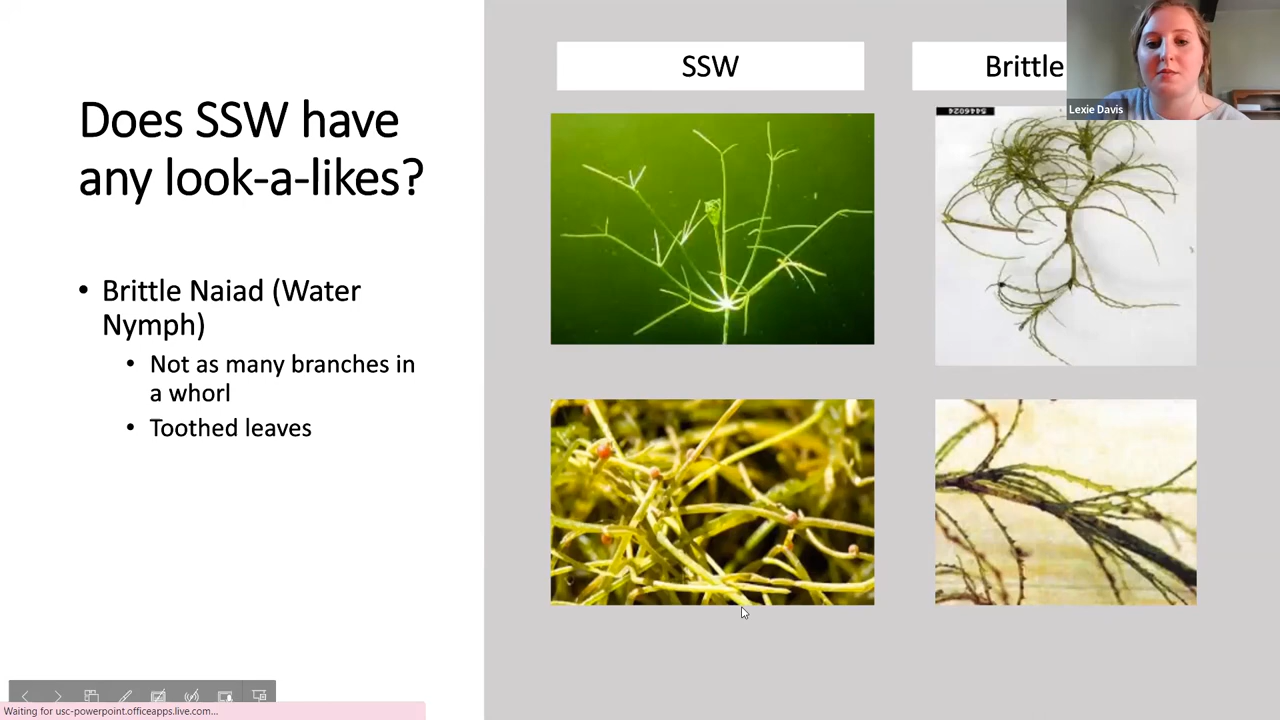 Does SSW have
any look-a-likes?
• Brittle Naiad (Water
Nymph)
• Not as many branches in
a whorl
• Toothed leaves
SSW
Brittle
5446024
Lexie Davis
Waiting for usc-powerpoint.officeapps.live.com...